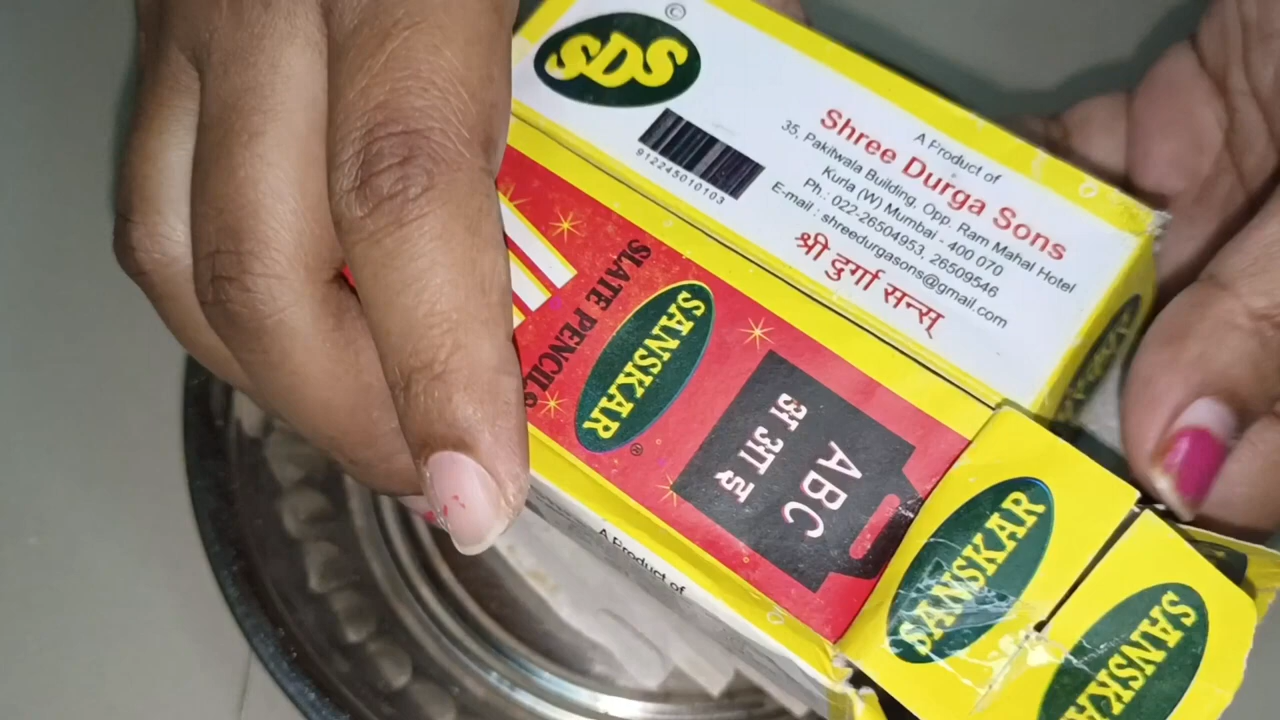 ©
SDS
912245010103
A Product of
Shree Durga Sons
35, Pakitwala Building, Opp. Ram Mahal Hotel
Kurla (W) Mumbai - 400 070
Ph.: 022-26504953, 26509546
E-mail : shreedurgasons@gmail.com
श्री दुर्गा सन्स्
SLATE PENCILS
SANSKAR®
ABC
अ आ इ
A Product of
SANSKAR
SANSKAR